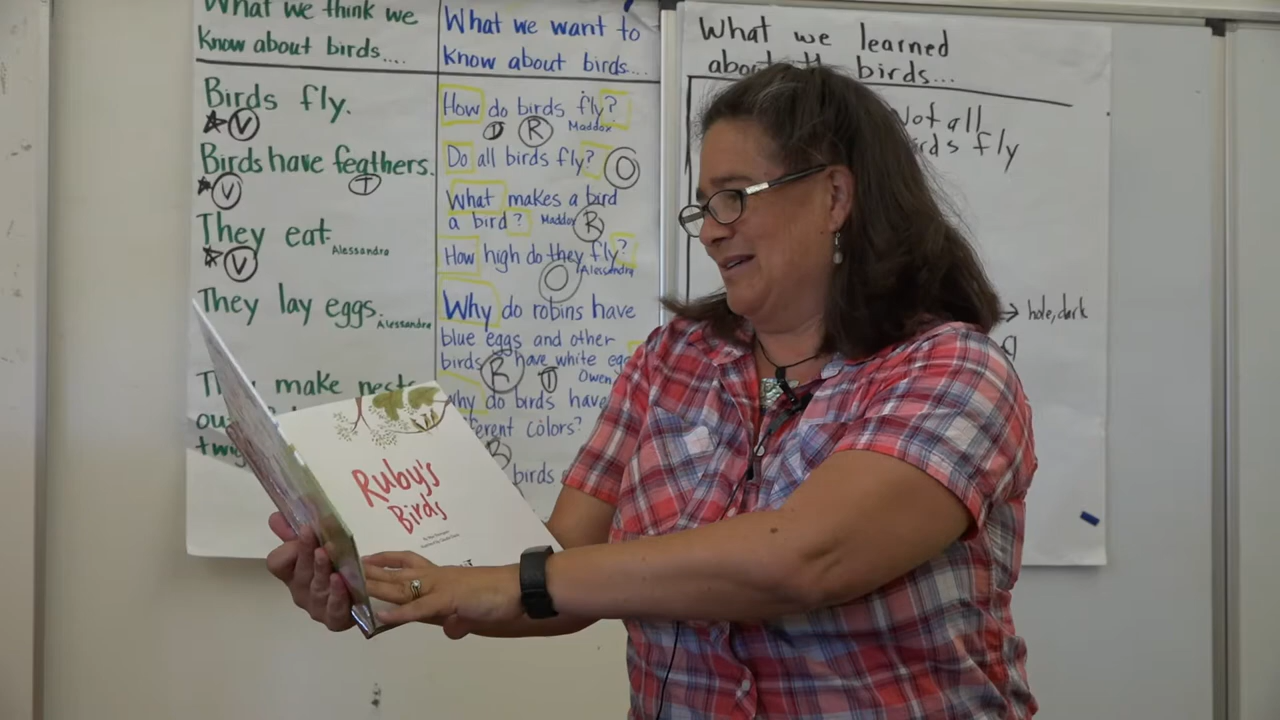 What we think we
Know about birds....
Birds fly.
V
Birds have feathers.
V T
They eat
Alessandra
V
They lay eggs.
Alessandra
make nests
What we want to
Know about birds....
How do birds fly?
D R Maddox
Do all birds fly? O
What makes a bird
a bird? Maddox R
How high do they fly?
O Alessandra
Why do robins have
blue eggs and other
birds have white
R T Owen
why do birds have
colors?
R
birds
What we learned
about the birds...
Not all
birds fly
→ hole, dark
Ruby's
Birds